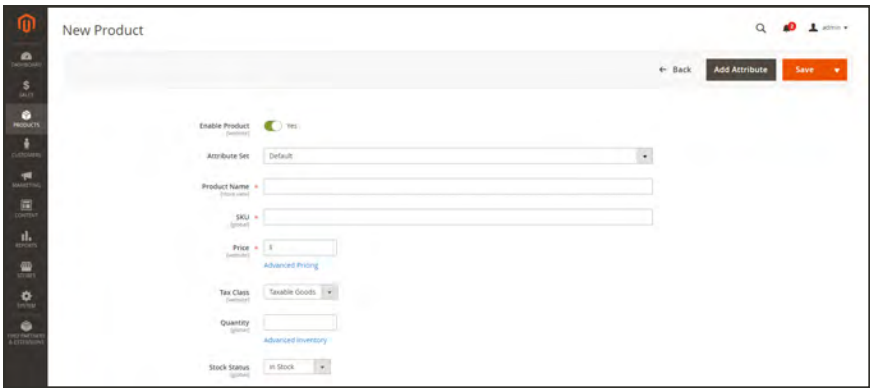 New Product
2
admin
← Back
Add Attribute
Save
DASHBOARD
$
SALES
PRODUCTS
CUSTOMERS
MARKETING
CONTENT
REPORTS
STORES
SYSTEM
FIND PARTNERS
& EXTENSIONS
Enable Product
[website]
Yes
Attribute Set
Default
Product Name *
[store view]
SKU *
[global]
Price *
[website]
$
Advanced Pricing
Tax Class
[website]
Taxable Goods
Quantity
[global]
Advanced Inventory
Stock Status
[global]
In Stock